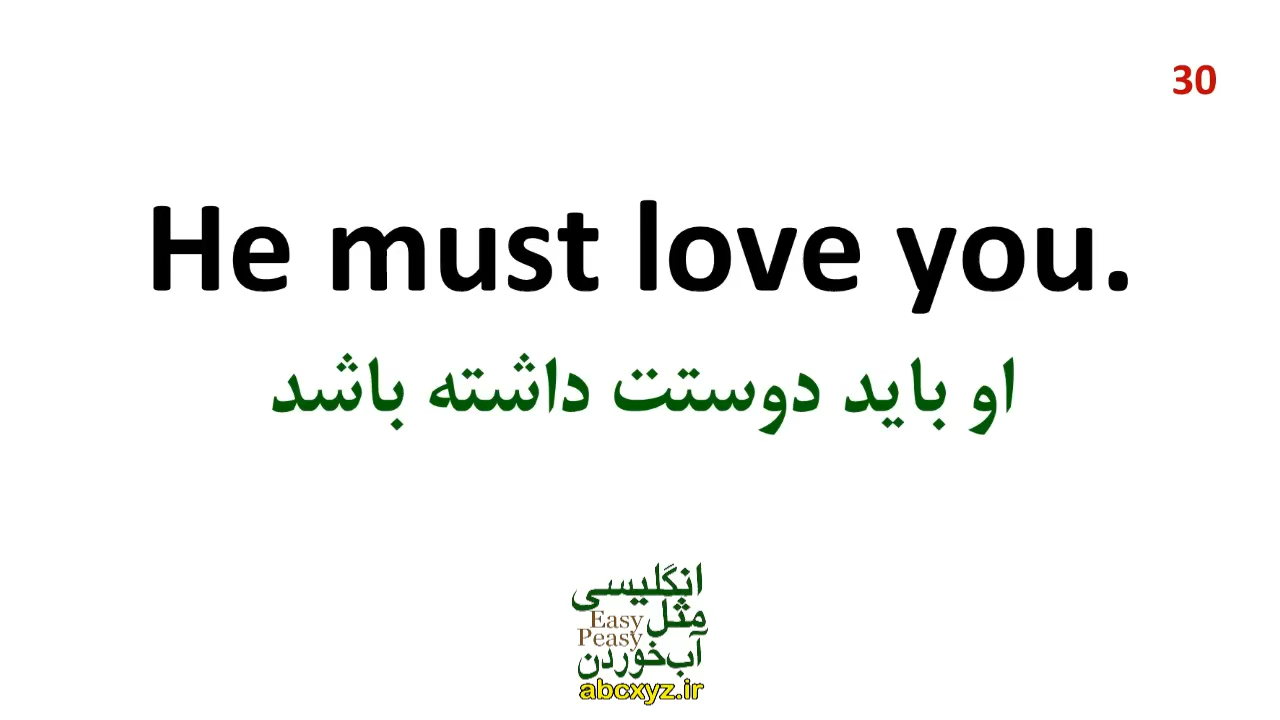 30
He must love you.
او باید دوستت داشته باشد
انگلیسی
مثل
Easy
Peasy
آب‌خوردن
abcxyz.ir